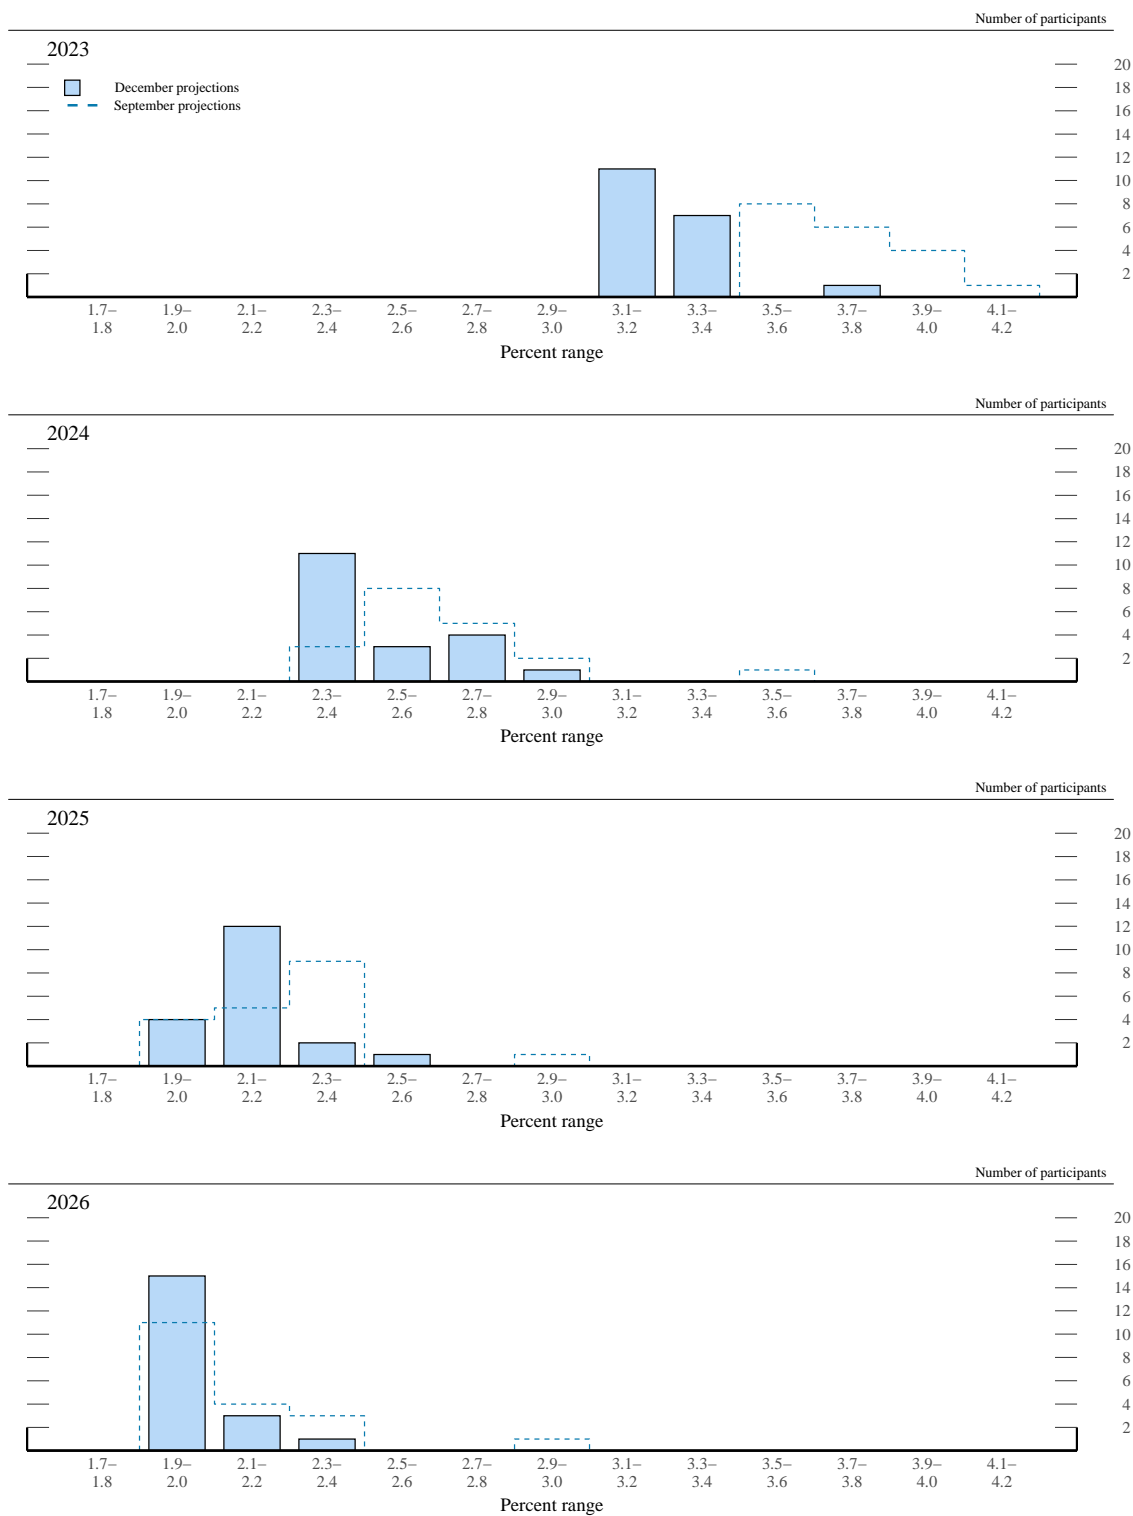 Number of participants
2023
December projections
September projections
20
18
16
14
12
10
8
6
4
2
1.7– 1.9– 2.1– 2.3– 2.5– 2.7– 2.9– 3.1– 3.3– 3.5– 3.7– 3.9– 4.1–
1.8 2.0 2.2 2.4 2.6 2.8 3.0 3.2 3.4 3.6 3.8 4.0 4.2
Percent range
Number of participants
2024
20
18
16
14
12
10
8
6
4
2
1.7– 1.9– 2.1– 2.3– 2.5– 2.7– 2.9– 3.1– 3.3– 3.5– 3.7– 3.9– 4.1–
1.8 2.0 2.2 2.4 2.6 2.8 3.0 3.2 3.4 3.6 3.8 4.0 4.2
Percent range
Number of participants
2025
20
18
16
14
12
10
8
6
4
2
1.7– 1.9– 2.1– 2.3– 2.5– 2.7– 2.9– 3.1– 3.3– 3.5– 3.7– 3.9– 4.1–
1.8 2.0 2.2 2.4 2.6 2.8 3.0 3.2 3.4 3.6 3.8 4.0 4.2
Percent range
Number of participants
2026
20
18
16
14
12
10
8
6
4
2
1.7– 1.9– 2.1– 2.3– 2.5– 2.7– 2.9– 3.1– 3.3– 3.5– 3.7– 3.9– 4.1–
1.8 2.0 2.2 2.4 2.6 2.8 3.0 3.2 3.4 3.6 3.8 4.0 4.2
Percent range